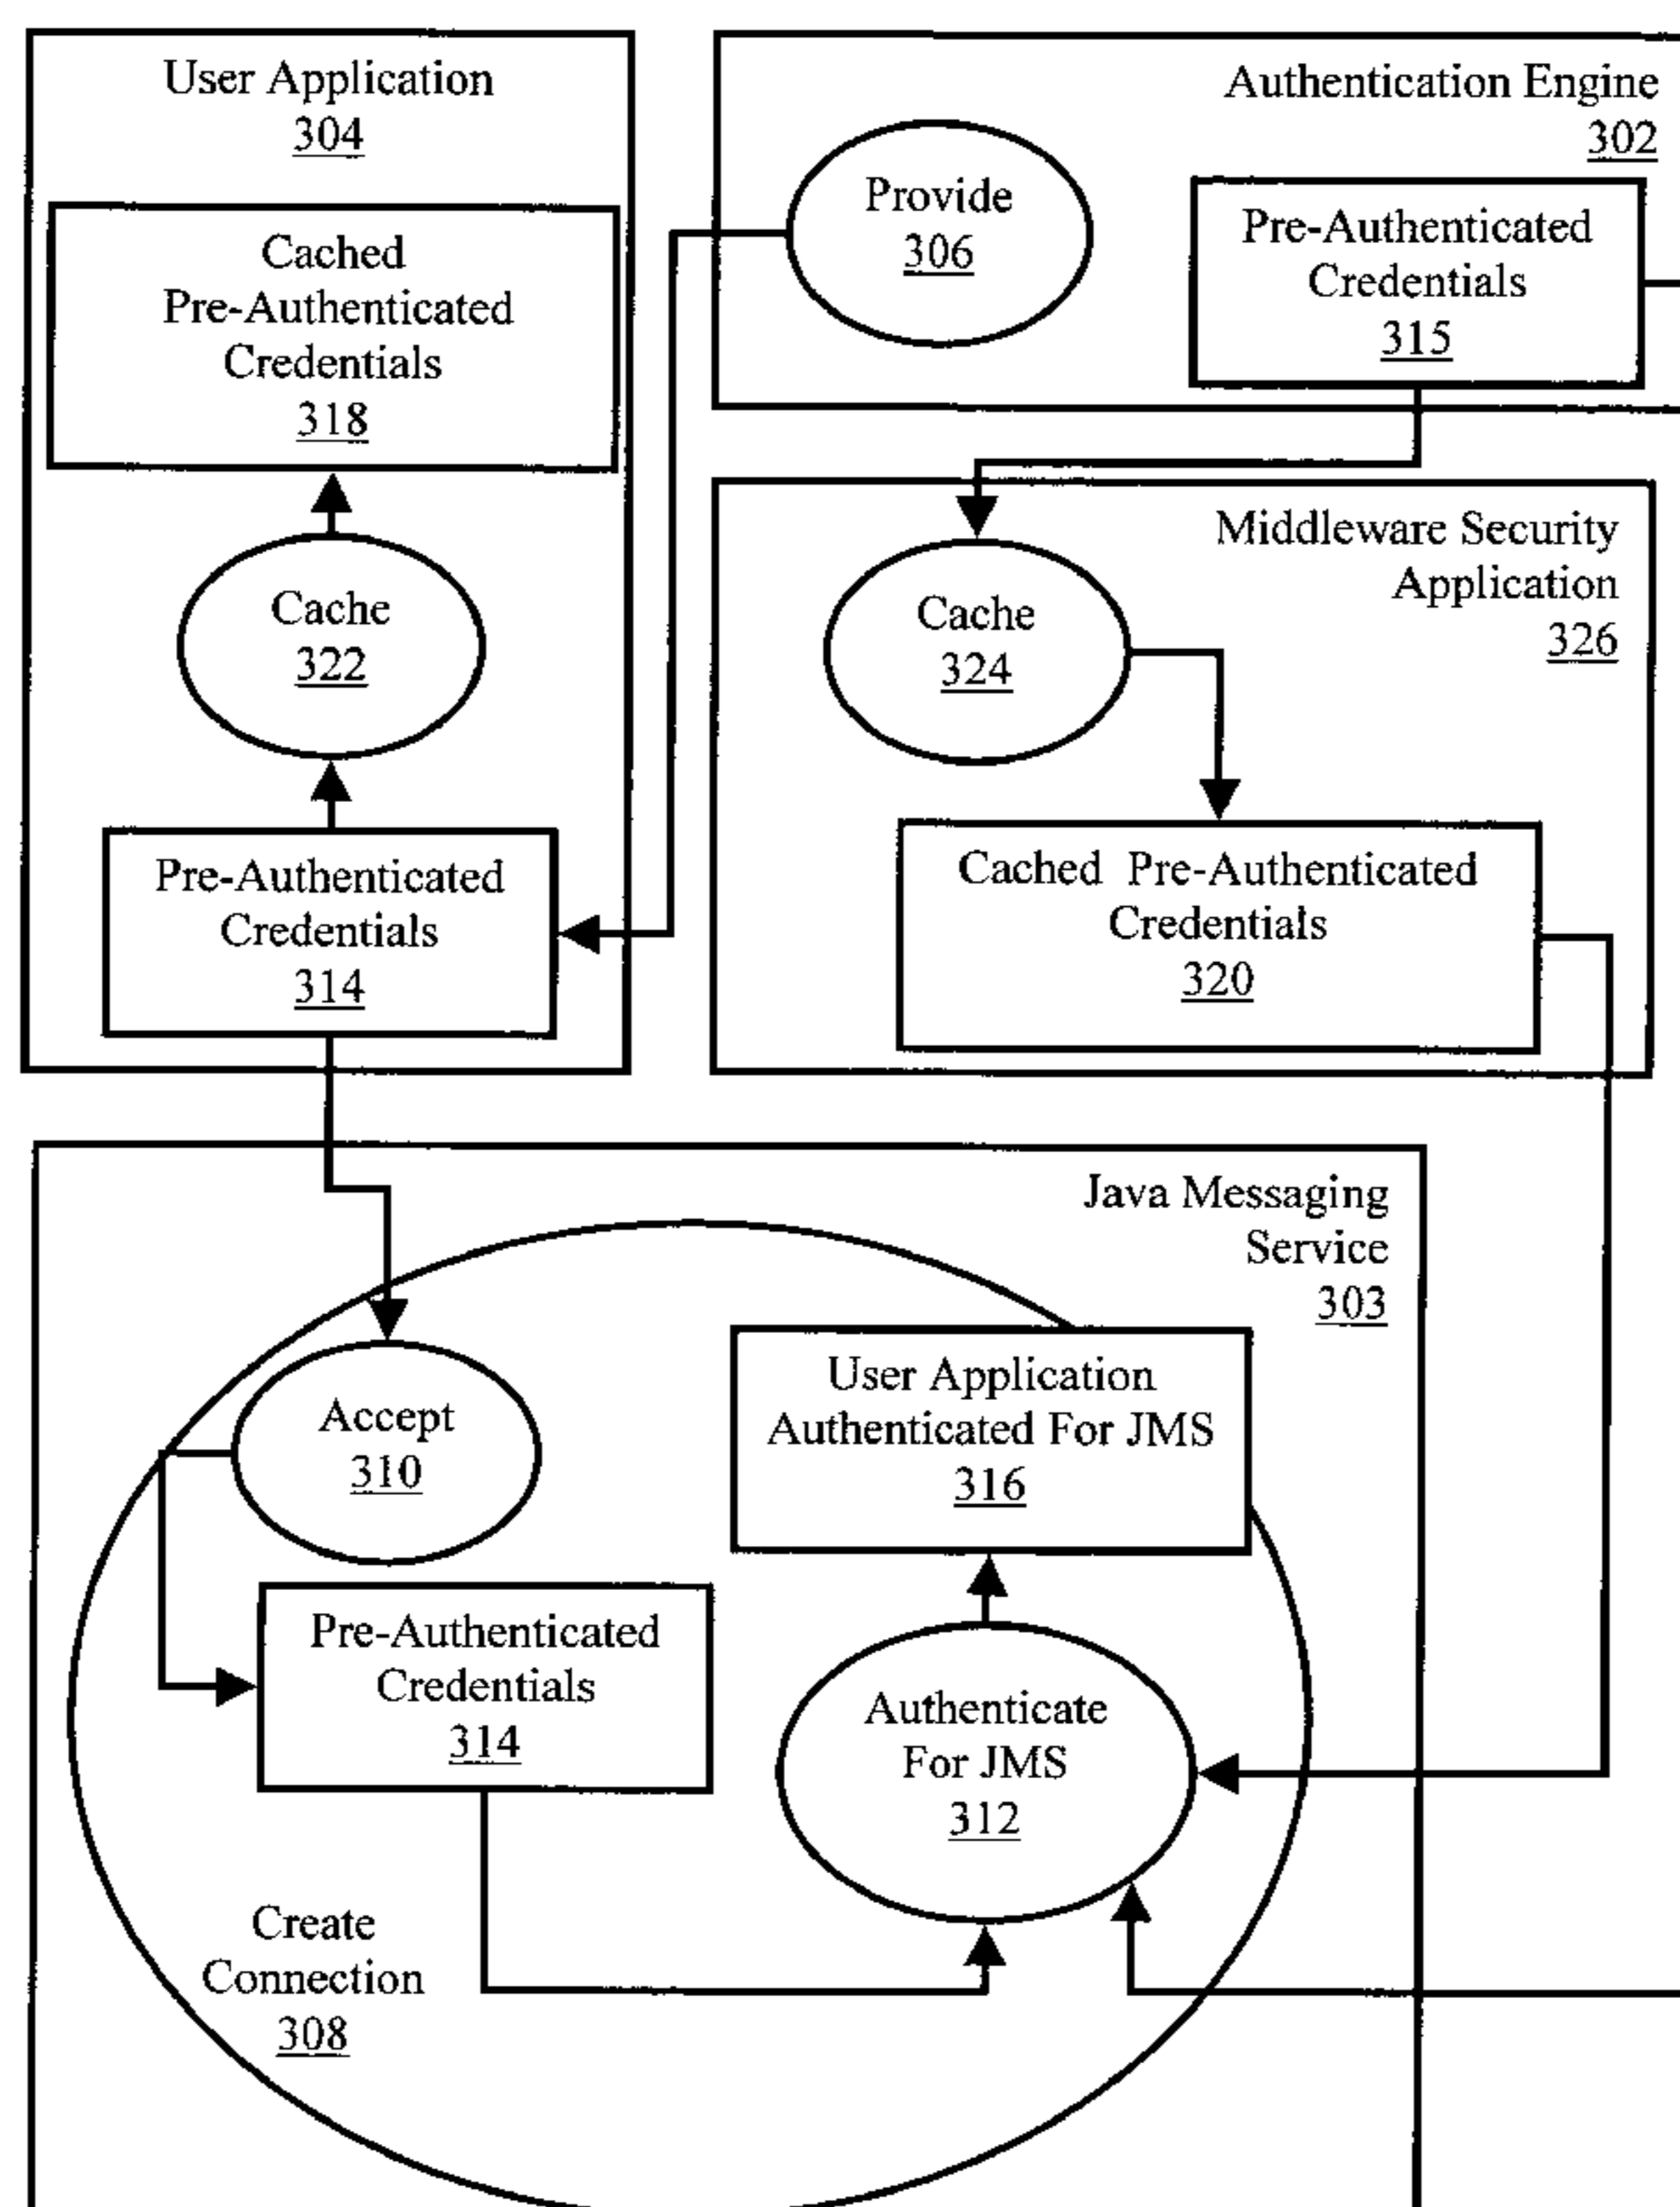 User Application
304
Cached
Pre-Authenticated
Credentials
318
Cache
322
Pre-Authenticated
Credentials
314
Authentication Engine
302
Provide
306
Pre-Authenticated
Credentials
315
Middleware Security
Application
326
Cache
324
Cached Pre-Authenticated
Credentials
320
Java Messaging
Service
303
Accept
310
User Application
Authenticated For JMS
316
Pre-Authenticated
Credentials
314
Authenticate
For JMS
312
Create
Connection
308